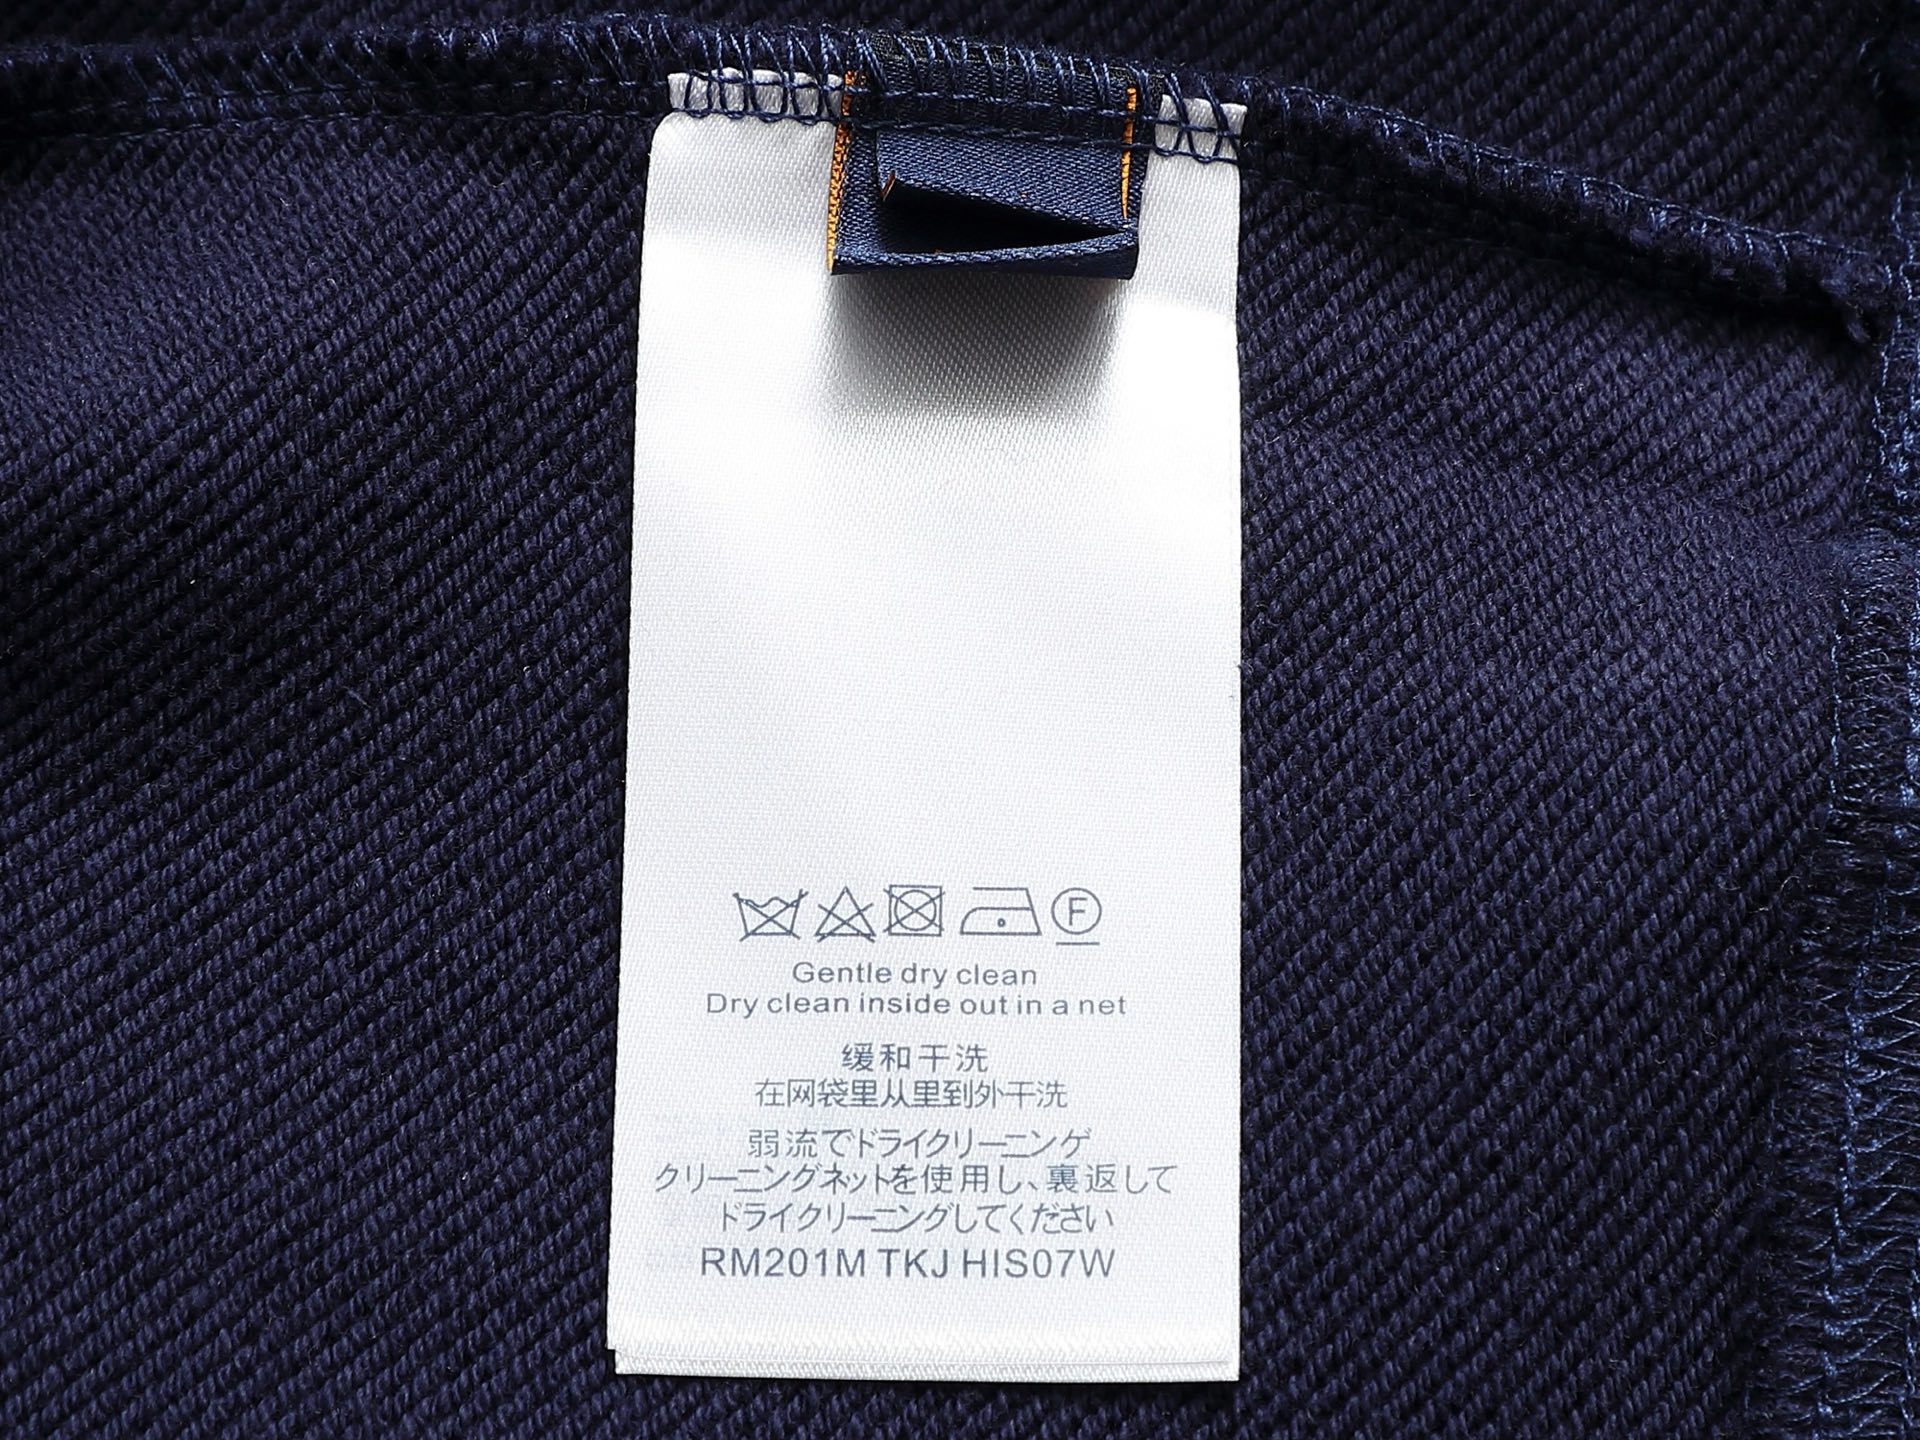 F
Gentle dry clean
Dry clean inside out in a net
缓和干洗
在网袋里从里到外干洗
弱流でドライクリーニング
クリーニングネットを使用し、裏返して
ドライクリーニングしてください
RM201M TKJ HIS07W